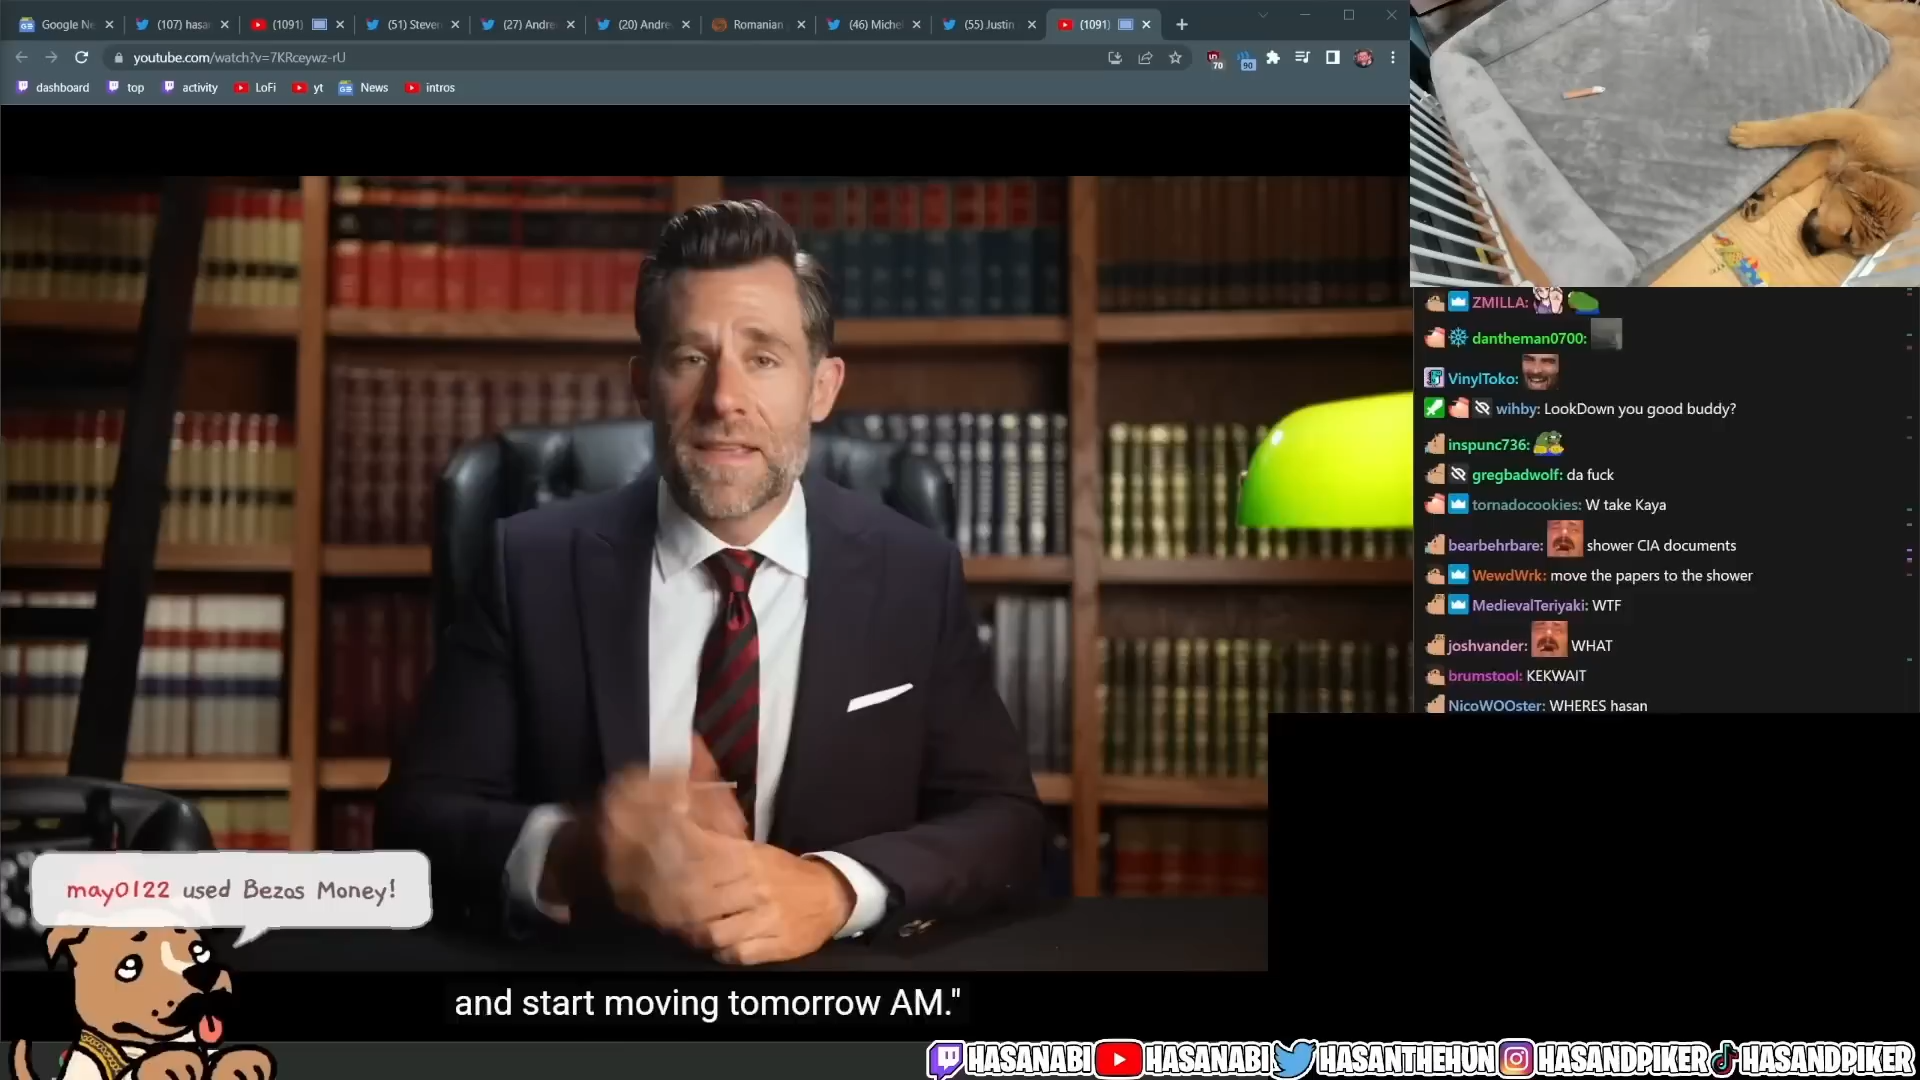 Google Ne
(107) hasa
(1091)
(51) Steven
(27) Andre
(20) Andre
Romanian
(46) Miche
(55) Justin
(1091)
youtube.com/watch?v=7KRceywz-rU
70
90
dashboard
top
activity
LoFi
yt
News
intros
ZMILLA:
dantheman0700:
VinylToko:
wihby: LookDown you good buddy?
inspunc736:
gregbadwolf: da fuck
tornadocookies: W take Kaya
bearbehrbare: shower CIA documents
WewdWrk: move the papers to the shower
MedievalTeriyaki: WTF
joshvander: WHAT
brumstool: KEKWAIT
NicoWOOster: WHERES hasan
may0122 used Bezos Money!
and start moving tomorrow AM."
HASANABI
HASANABI
HASANTHEHUN
HASANDPIKER
HASANDPIKER